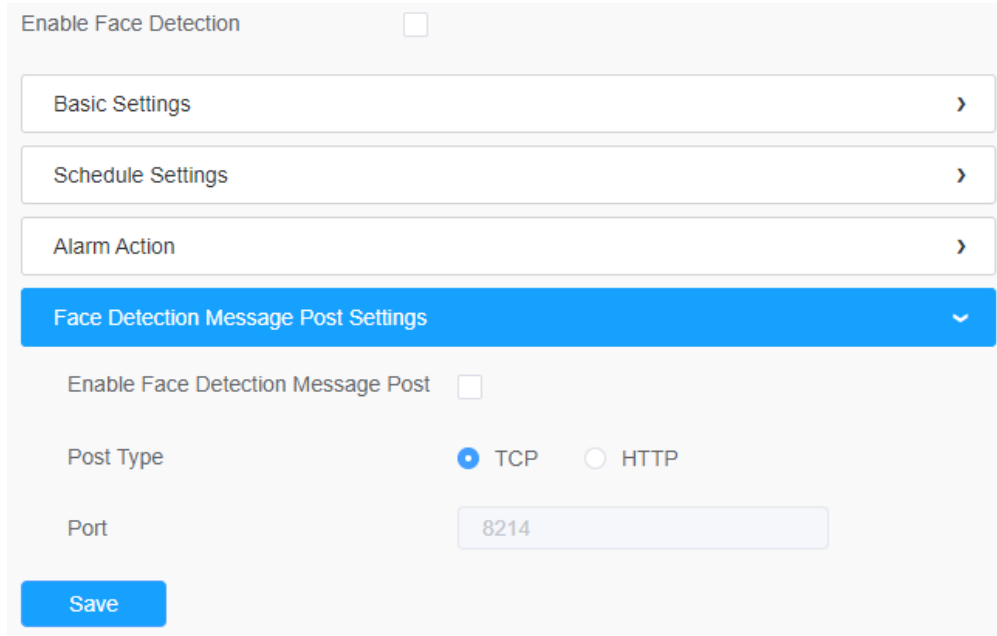 Enable Face Detection
Basic Settings
Schedule Settings
Alarm Action
Face Detection Message Post Settings
Enable Face Detection Message Post
Post Type TCP HTTP
Port 8214
Save